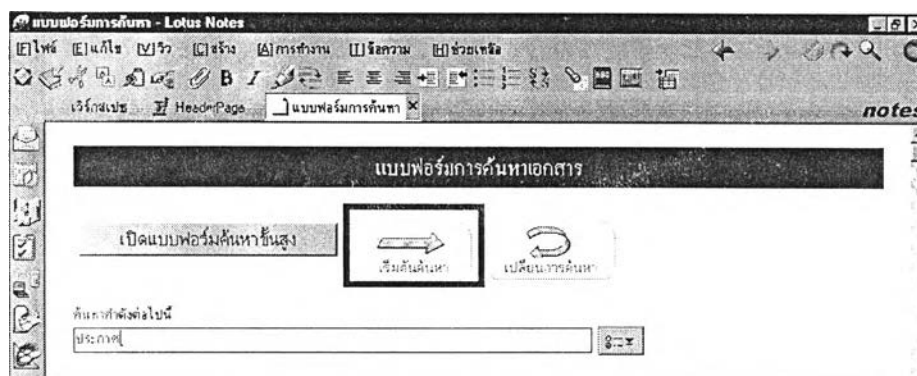 แบบฟอร์มการค้นหา - Lotus Notes
[F]ไฟล์ [E]แก้ไข [V]วิว [C]สร้าง [A]การทำงาน [T]ข้อความ [H]ช่วยเหลือ
B I
เวิร์กสเปซ HeaderPage แบบฟอร์มการค้นหา
notes
แบบฟอร์มการค้นหาเอกสาร
เปิดแบบฟอร์มค้นหาขั้นสูง
เริ่มต้นค้นหา เปลี่ยนการค้นหา
ค้นหาคำดังต่อไปนี้
ประกาศ